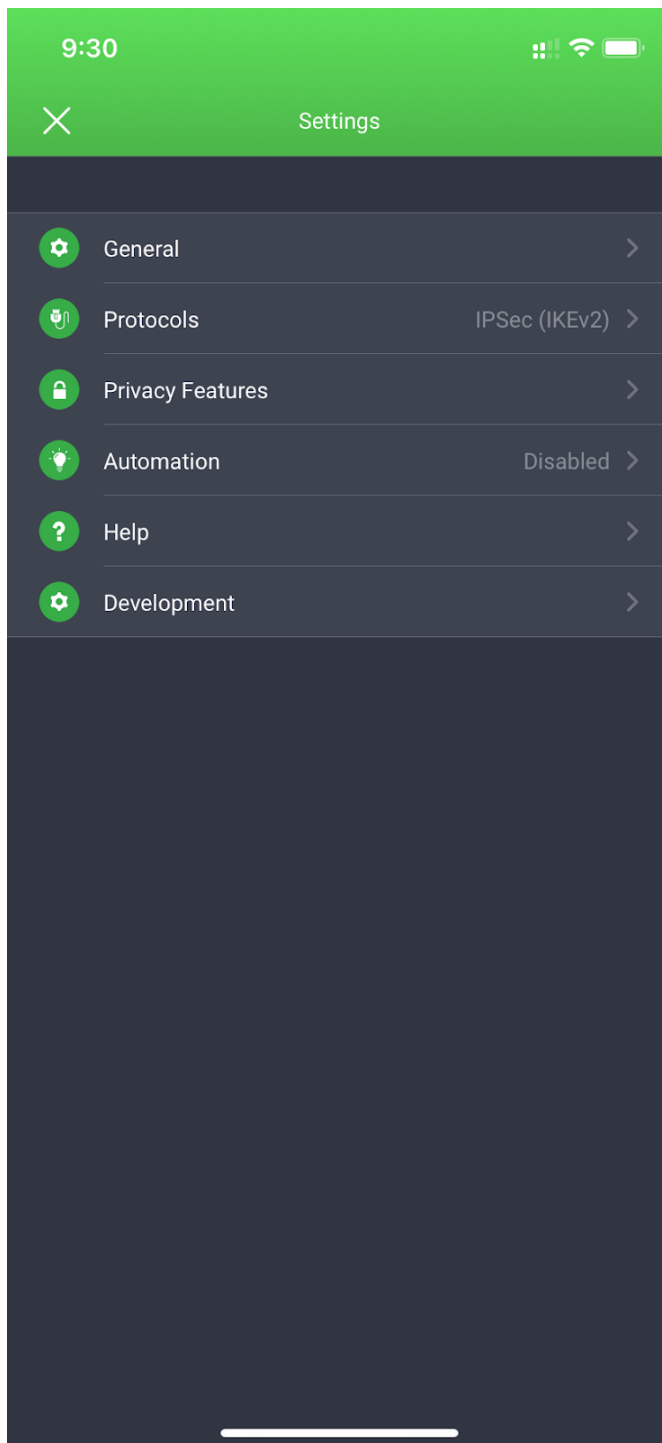 9:30
Settings
General
Protocols IPSec (IKEv2)
Privacy Features
Automation Disabled
Help
Development